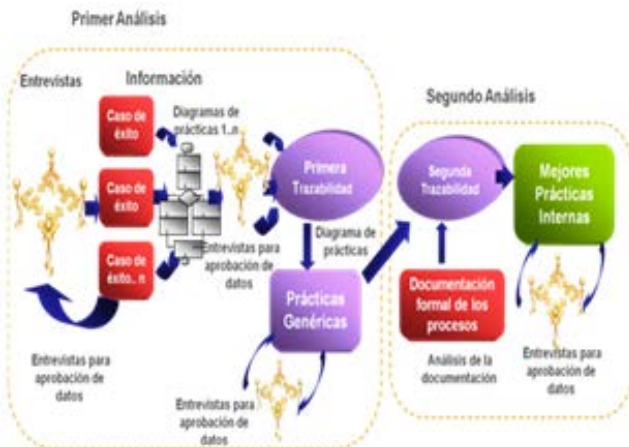 Primer Análisis
Entrevistas
Información
Caso de
éxito
Caso de
éxito
Caso de
éxito.. n
Diagramas de
prácticas 1..n
Entrevistas para
aprobación de
datos
Entrevistas para
aprobación de
datos
Primera
Trazabilidad
Diagrama de
prácticas
Prácticas
Genéricas
Entrevistas para
aprobación de
datos
Segundo Análisis
Segunda
Trazabilidad
Mejores
Prácticas
Internas
Documentación
formal de los
procesos
Análisis de la
documentación
Entrevistas para
aprobación de
datos